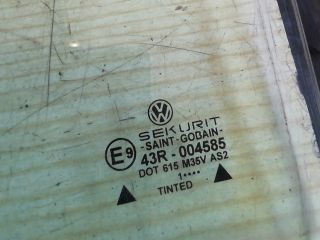 SEKURIT
-SAINT-GOBAIN-
E9 43R-004585
DOT 615 M35V AS2
1****
TINTED